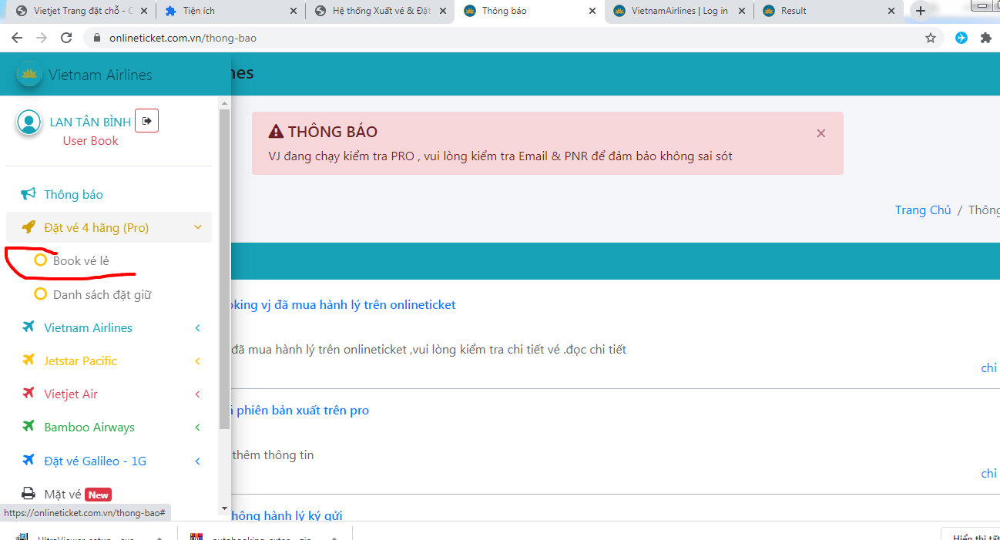 Vietjet Trang đặt chỗ - C
Tiện ích
Hệ thống Xuất vé & Đặt
Thông báo
VietnamAirlines | Log in
Result
onlineticket.com.vn/thong-bao
Vietnam Airlines
nes
LAN TÂN BÌNH
User Book
THÔNG BÁO
VJ đang chạy kiểm tra PRO , vui lòng kiểm tra Email & PNR để đảm bảo không sai sót
Trang Chủ / Thông
Thông báo
Đặt vé 4 hãng (Pro)
Book vé lẻ
Danh sách đặt giữ
Vietnam Airlines
Jetstar Pacific
Vietjet Air
Bamboo Airways
Đặt vé Galileo - 1G
Mặt vé New
oking vj đã mua hành lý trên onlineticket
đã mua hành lý trên onlineticket ,vui lòng kiểm tra chi tiết vé .đọc chi tiết
chi
phiên bản xuất trên pro
thêm thông tin
chi
hông hành lý ký gửi
https://onlineticket.com.vn/thong-bao#
Hiển thị tất